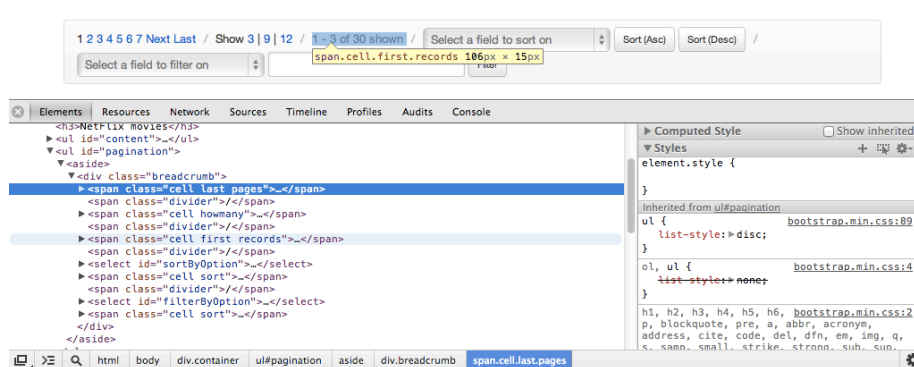 1 2 3 4 5 6 7 Next Last / Show 3 | 9 | 12 / 1 - 3 of 30 shown / Select a field to sort on Sort (Asc) Sort (Desc) /
Select a field to filter on Filter
span.cell.first.records 106px × 15px
Elements Resources Network Sources Timeline Profiles Audits Console
<h3>NetFlix movies</h3>
▶<ul id="content">…</ul>
▼<ul id="pagination">
▼<aside>
▼<div class="breadcrumb">
▶<span class="cell last pages">…</span>
<span class="divider">/</span>
▶<span class="cell howmany">…</span>
<span class="divider">/</span>
▶<span class="cell first records">…</span>
<span class="divider">/</span>
▶<select id="sortByOption">…</select>
▶<span class="cell sort">…</span>
<span class="divider">/</span>
▶<select id="filterByOption">…</select>
▶<span class="cell sort">…</span>
</div>
</aside>
html body div.container ul#pagination aside div.breadcrumb span.cell.last.pages
▶ Computed Style Show inherited
▼ Styles
element.style {
}
Inherited from ul#pagination
ul { bootstrap.min.css:89
list-style:▶disc;
}
ol, ul { bootstrap.min.css:4
list-style:▶none;
}
h1, h2, h3, h4, h5, h6, bootstrap.min.css:2
p, blockquote, pre, a, abbr, acronym,
address, cite, code, del, dfn, em, img, q,
s, samp, small, strike, strong, sub, sup,